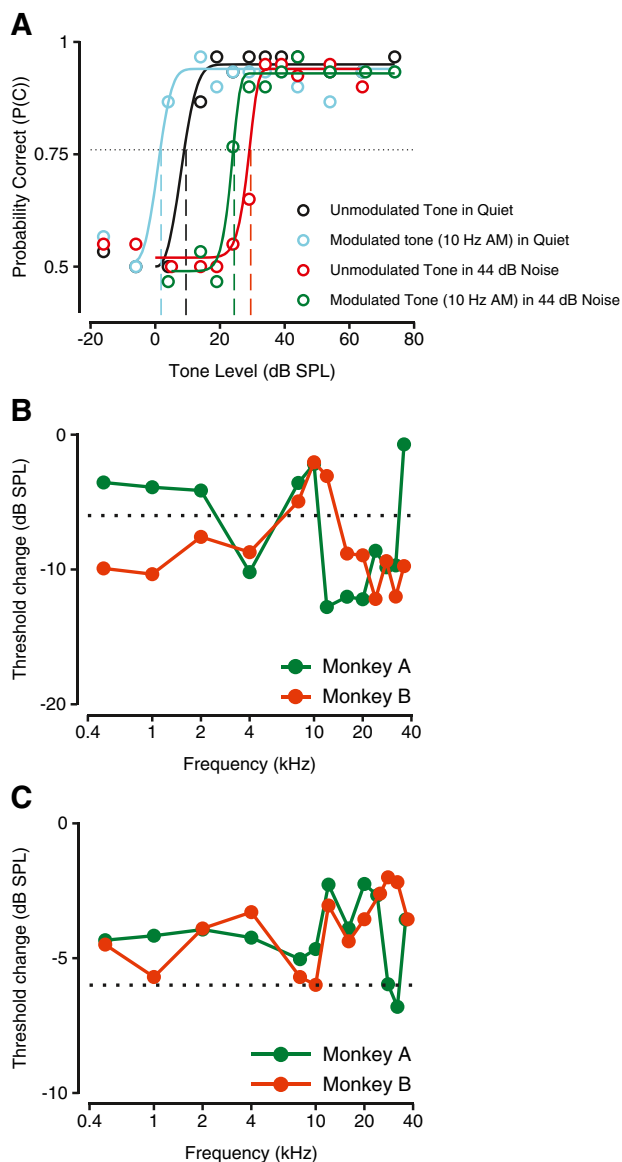 A
Probability Correct (P(C))
1
0.75
0.5
Unmodulated Tone in Quiet
Modulated tone (10 Hz AM) in Quiet
Unmodulated Tone in 44 dB Noise
Modulated Tone (10 Hz AM) in 44 dB Noise
-20 0 20 40 60 80
Tone Level (dB SPL)
B
Threshold change (dB SPL)
0
-10
-20
Monkey A
Monkey B
0.4 1 2 4 10 20 40
Frequency (kHz)
C
Threshold change (dB SPL)
0
-5
-10
Monkey A
Monkey B
0.4 1 2 4 10 20 40
Frequency (kHz)